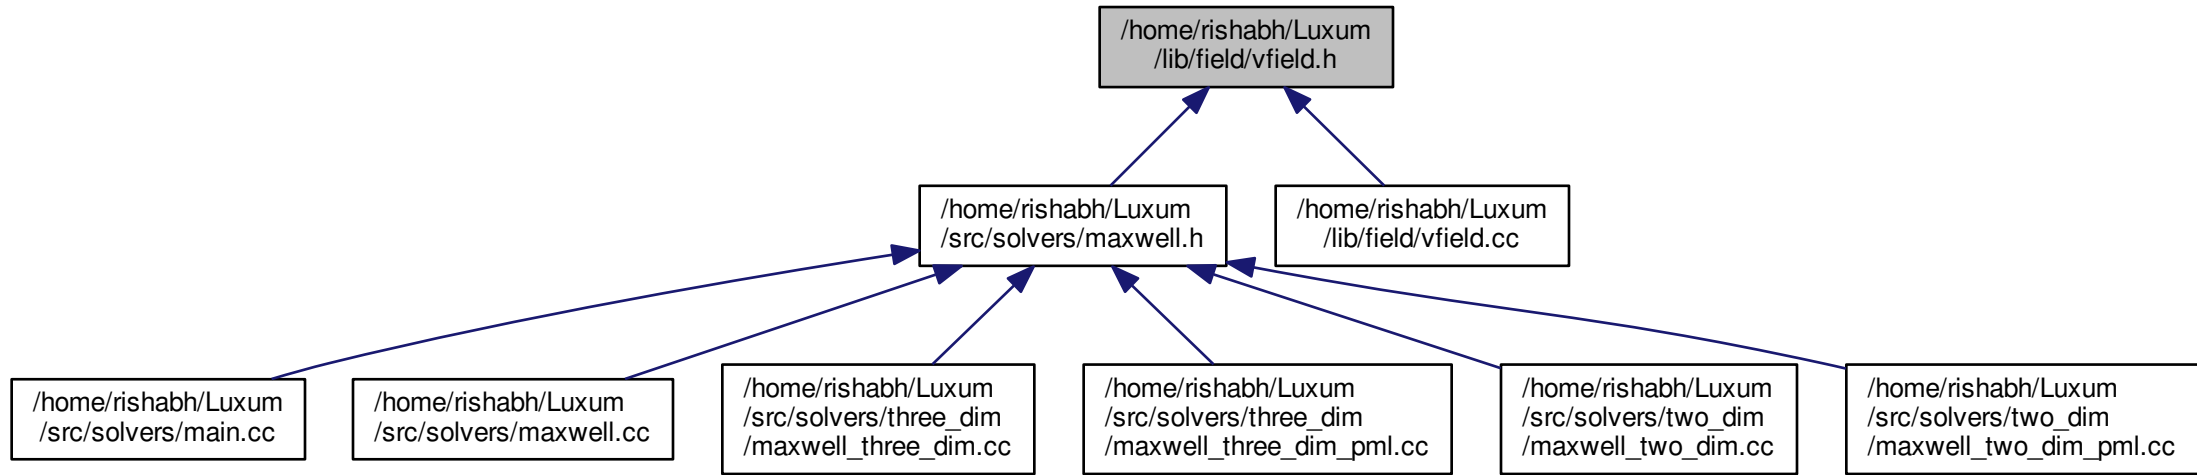 /home/rishabh/Luxum
/lib/field/vfield.h
/home/rishabh/Luxum
/src/solvers/maxwell.h
/home/rishabh/Luxum
/lib/field/vfield.cc
/home/rishabh/Luxum
/src/solvers/main.cc
/home/rishabh/Luxum
/src/solvers/maxwell.cc
/home/rishabh/Luxum
/src/solvers/three_dim
/maxwell_three_dim.cc
/home/rishabh/Luxum
/src/solvers/three_dim
/maxwell_three_dim_pml.cc
/home/rishabh/Luxum
/src/solvers/two_dim
/maxwell_two_dim.cc
/home/rishabh/Luxum
/src/solvers/two_dim
/maxwell_two_dim_pml.cc